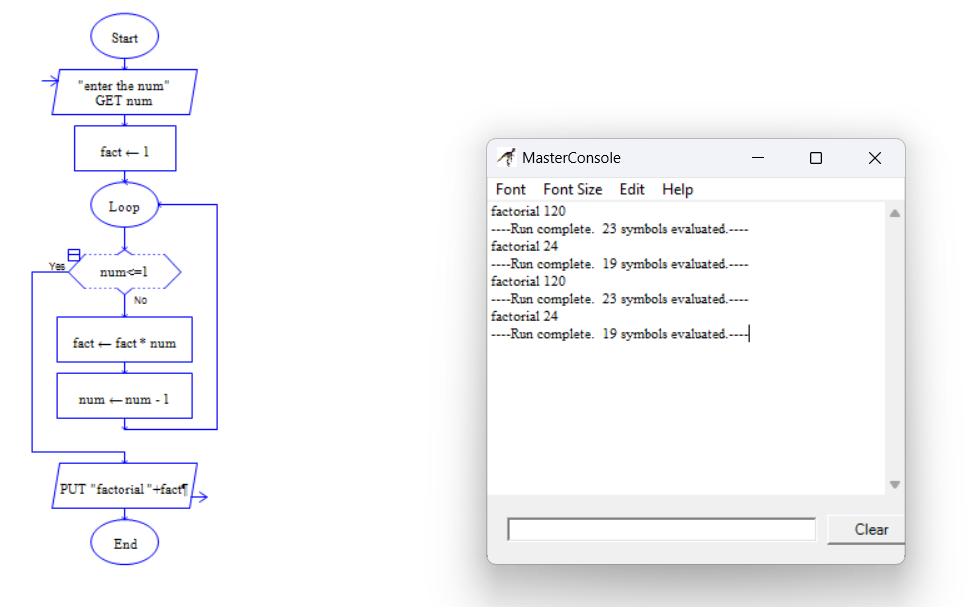 Start
"enter the num"
GET num
fact ← 1
Loop
Yes
num<=1
No
fact ← fact * num
num ← num - 1
PUT "factorial "+fact¶
End
MasterConsole
Font Font Size Edit Help
factorial 120
----Run complete.  23 symbols evaluated.----
factorial 24
----Run complete.  19 symbols evaluated.----
factorial 120
----Run complete.  23 symbols evaluated.----
factorial 24
----Run complete.  19 symbols evaluated.----
Clear